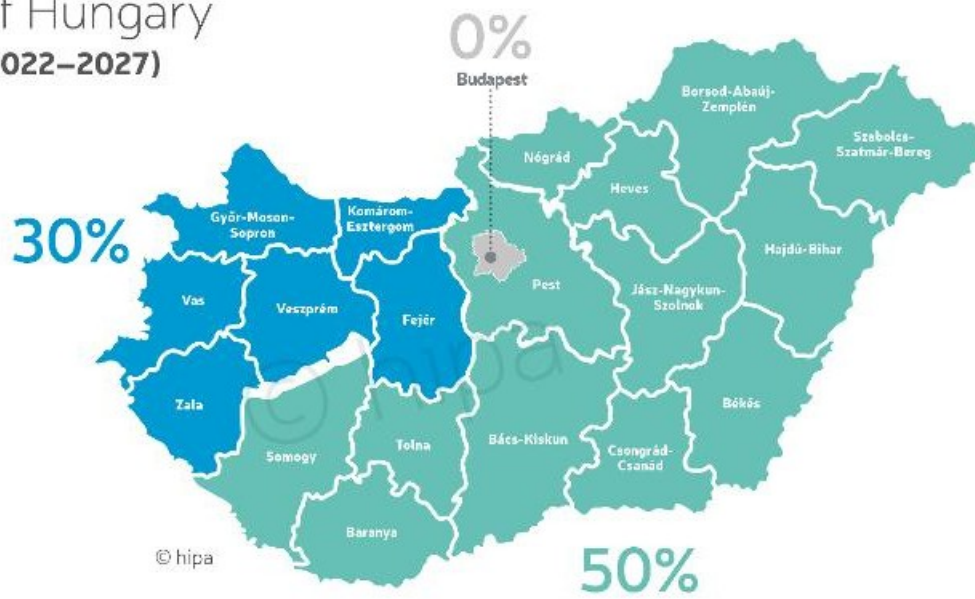 f Hungary
022–2027)
0%
Budapest
Borsod-Abaúj-
Zemplén
Szabolcs-
Szatmár-Bereg
Nógrád
Heves
Győr-Moson-
Sopron
Komárom-
Esztergom
30%
Hajdú-Bihar
Pest
Jász-Nagykun-
Szolnok
Vas
Veszprém
Fejér
© hipa
Zala
Békés
Somogy
Tolna
Bács-Kiskun
Csongrád-
Csanád
Baranya
© hipa
50%